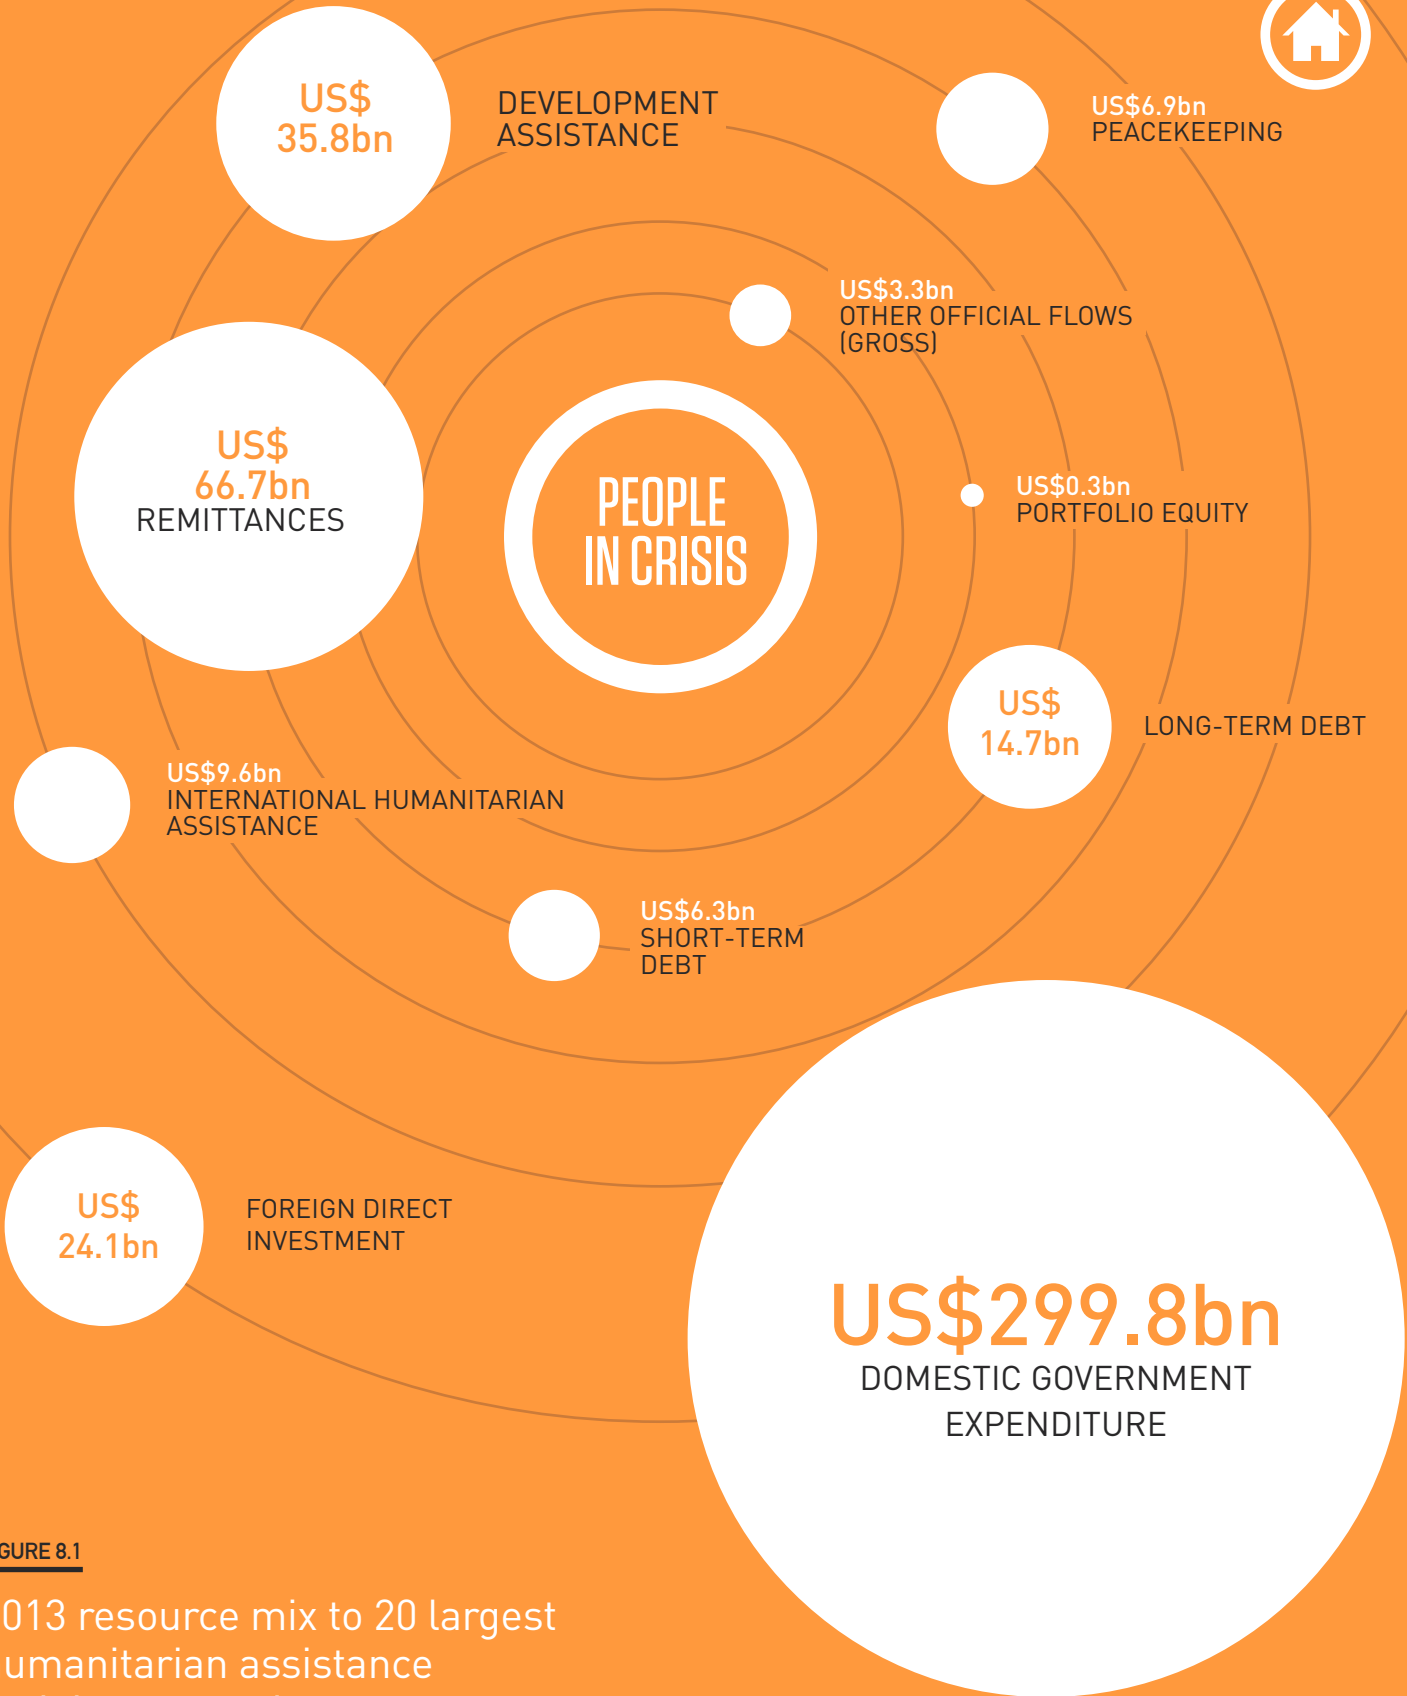 US$
35.8bn
DEVELOPMENT
ASSISTANCE
US$6.9bn
PEACEKEEPING
US$3.3bn
OTHER OFFICIAL FLOWS
(GROSS)
US$
66.7bn
REMITTANCES
PEOPLE
IN CRISIS
US$0.3bn
PORTFOLIO EQUITY
US$
14.7bn
LONG-TERM DEBT
US$9.6bn
INTERNATIONAL HUMANITARIAN
ASSISTANCE
US$6.3bn
SHORT-TERM
DEBT
US$
24.1bn
FOREIGN DIRECT
INVESTMENT
US$299.8bn
DOMESTIC GOVERNMENT
EXPENDITURE
GURE 8.1
013 resource mix to 20 largest
umanitarian assistance